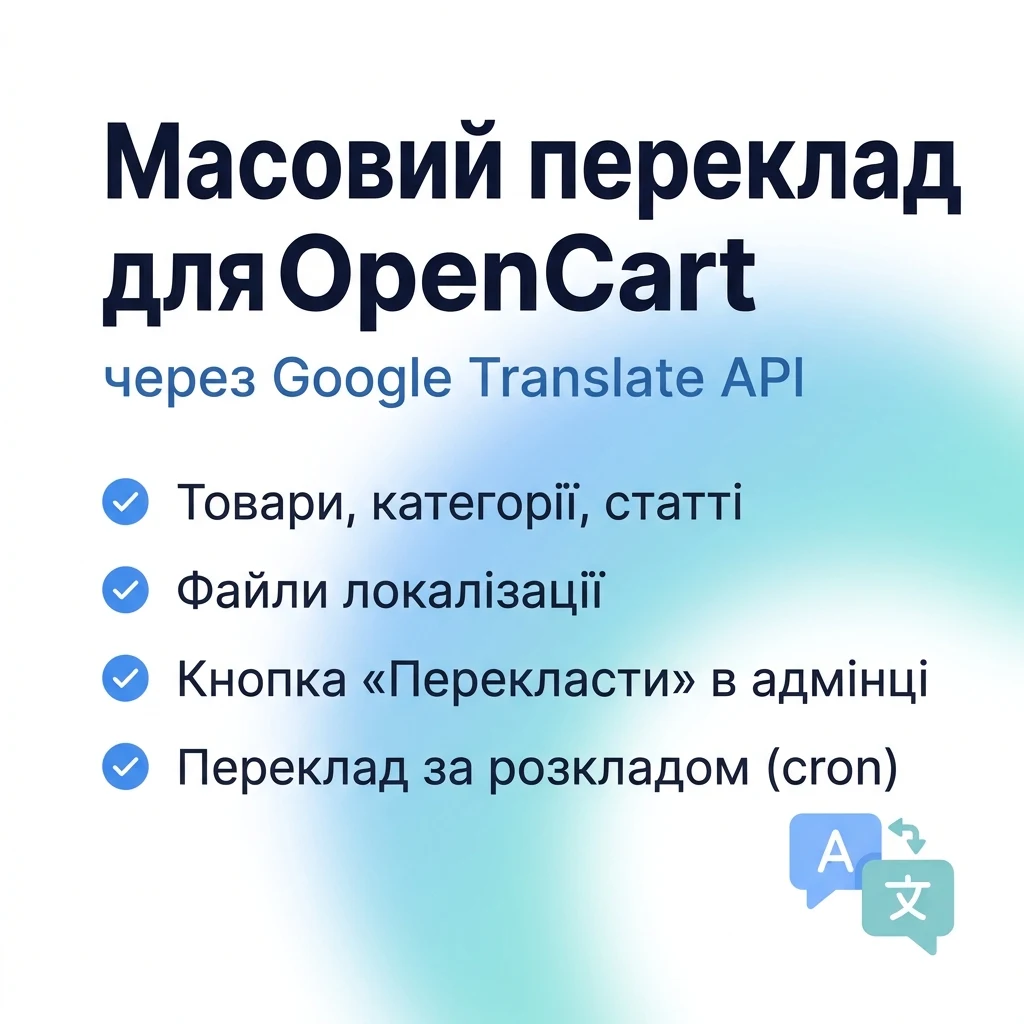 Масовий переклад
для OpenCart
через Google Translate API
Товари, категорії, статті
Файли локалізації
Кнопка «Перекласти» в адмінці
Переклад за розкладом (cron)
A
文